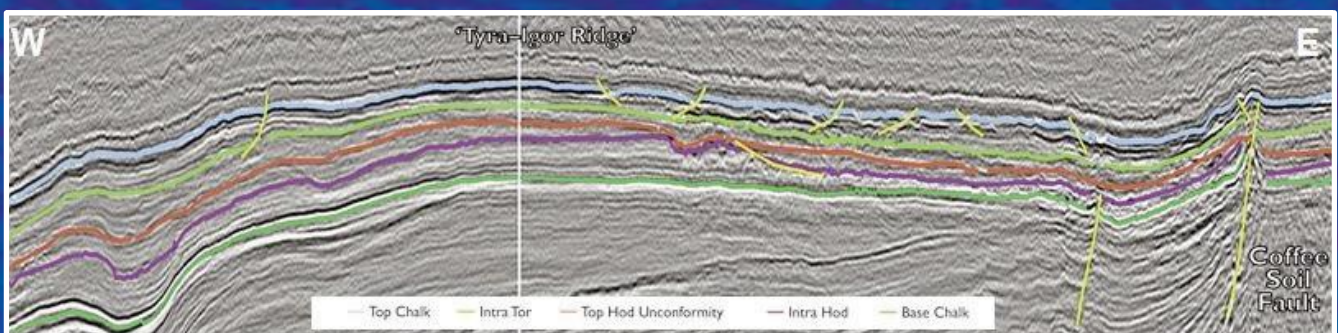 W
'Tyra–Igor Ridge'
E
Coffee
Soil
Fault
Top Chalk Intra Tor Top Hod Unconformity Intra Hod Base Chalk